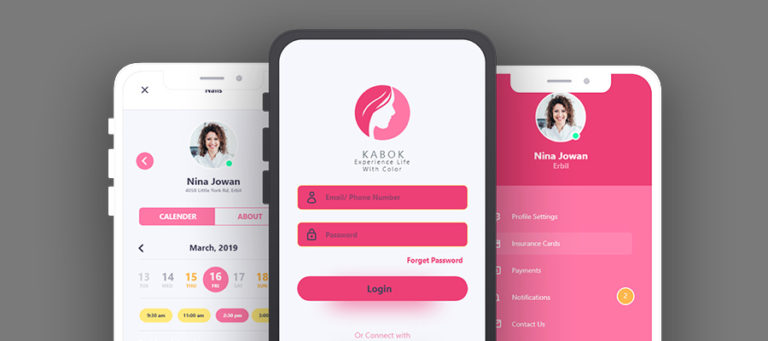 Nails
Nina Jowan
4058 Little York Rd, Erbil
CALENDER
ABOUT
March, 2019
13
14
15
16
17
18
TUE
WED
THU
FRI
SAT
SUN
9:30 am
11:00 am
2:30 pm
3:00
KABOK
Experience Life
With Color
Email/ Phone Number
Password
Forget Password
Login
Or Connect with
Nina Jowan
Erbil
Profile Settings
Insurance Cards
Payments
Notifications
2
Contact Us